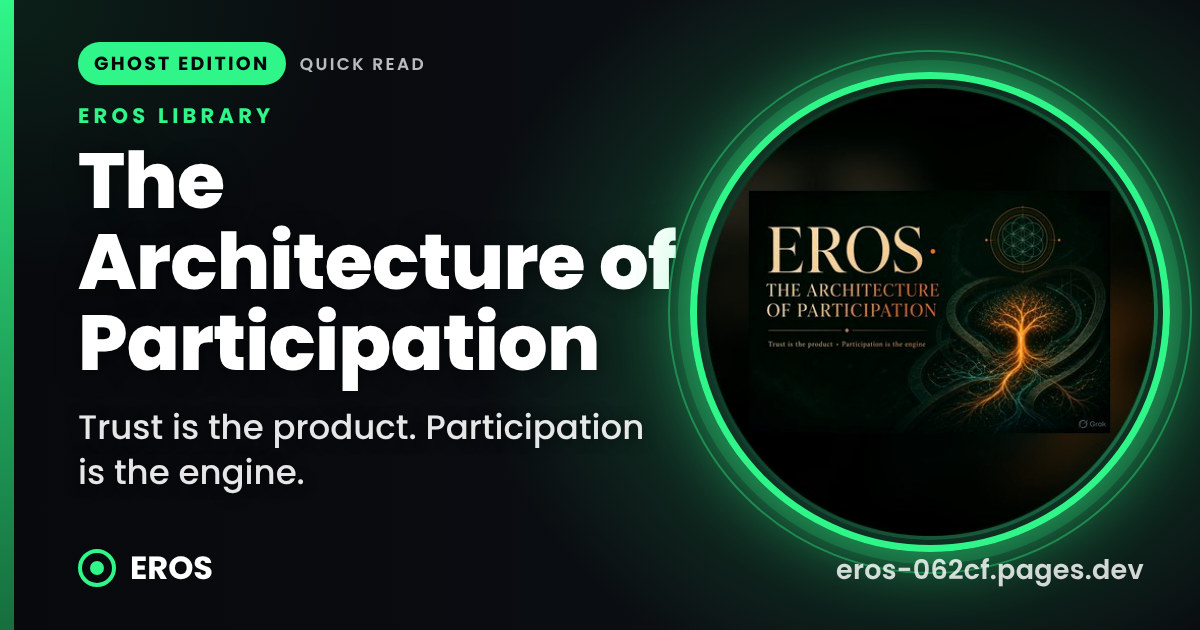 GHOST EDITION QUICK READ
EROS LIBRARY
The
Architecture of
Participation
Trust is the product. Participation
is the engine.
EROS
EROS
THE ARCHITECTURE
OF PARTICIPATION
Trust is the product • Participation is the engine
Grok
eros-062cf.pages.dev